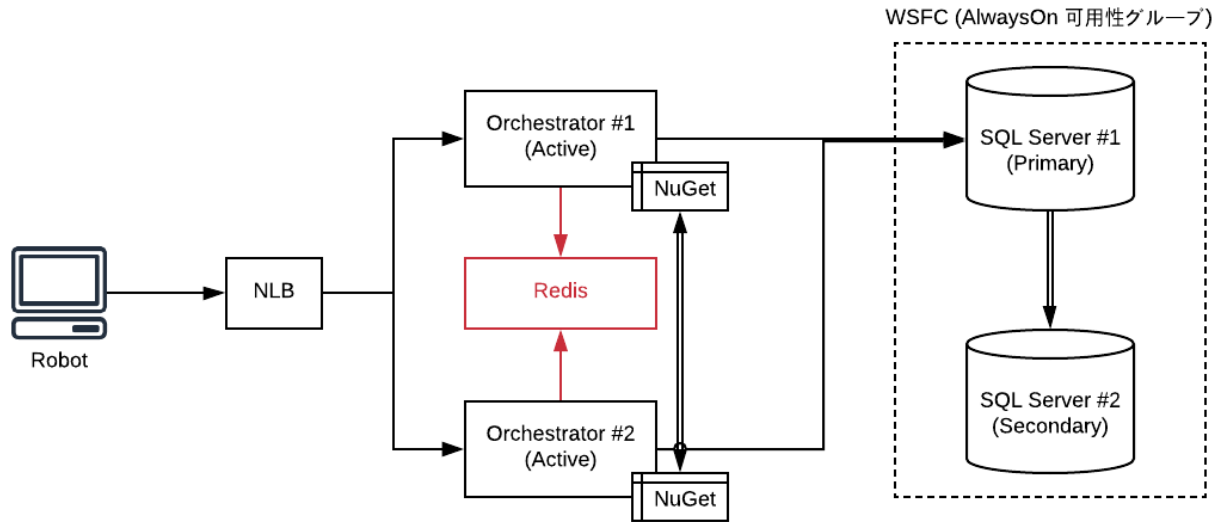 WSFC (AlwaysOn 可用性グループ)
Orchestrator #1
(Active)
NuGet
SQL Server #1
(Primary)
Robot
NLB
Redis
Orchestrator #2
(Active)
NuGet
SQL Server #2
(Secondary)